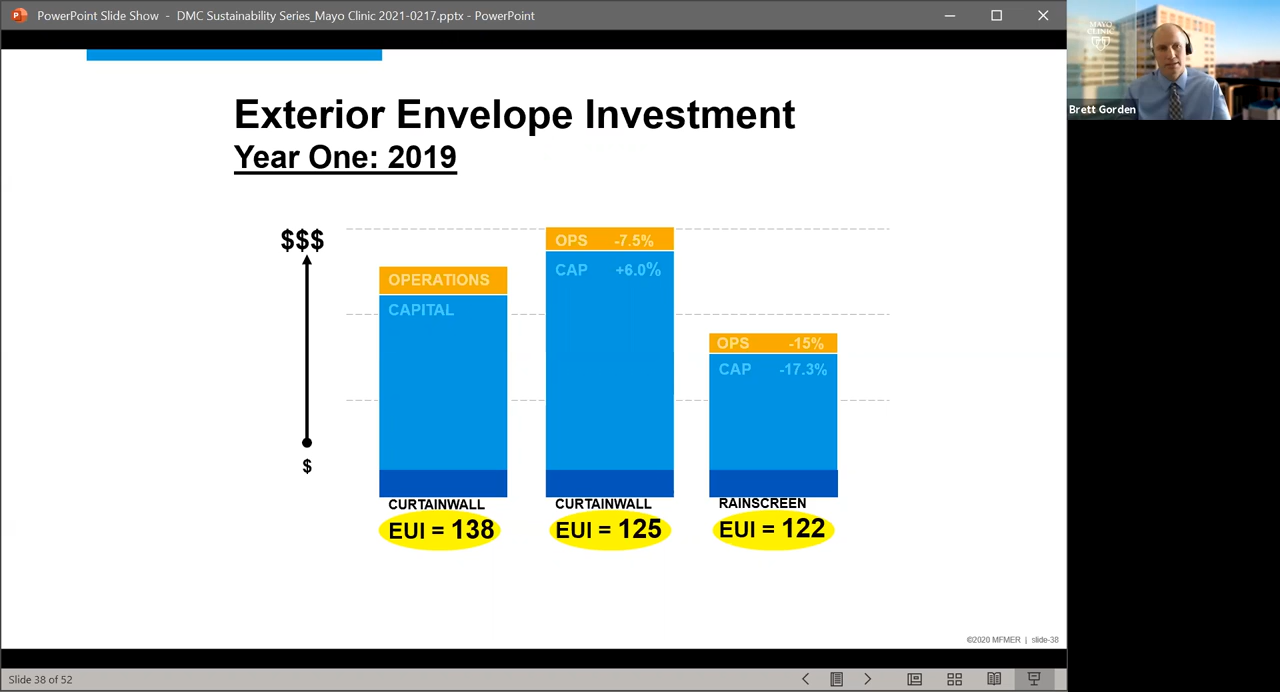 PowerPoint Slide Show - DMC Sustainability Series_Mayo Clinic 2021-0217.pptx - PowerPoint
MAYO
CLINIC
Brett Gorden
Exterior Envelope Investment
Year One: 2019
$$$
$
OPERATIONS
CAPITAL
OPS -7.5%
CAP +6.0%
OPS -15%
CAP -17.3%
CURTAINWALL
EUI = 138
CURTAINWALL
EUI = 125
RAINSCREEN
EUI = 122
©2020 MFMER | slide-38
Slide 38 of 52